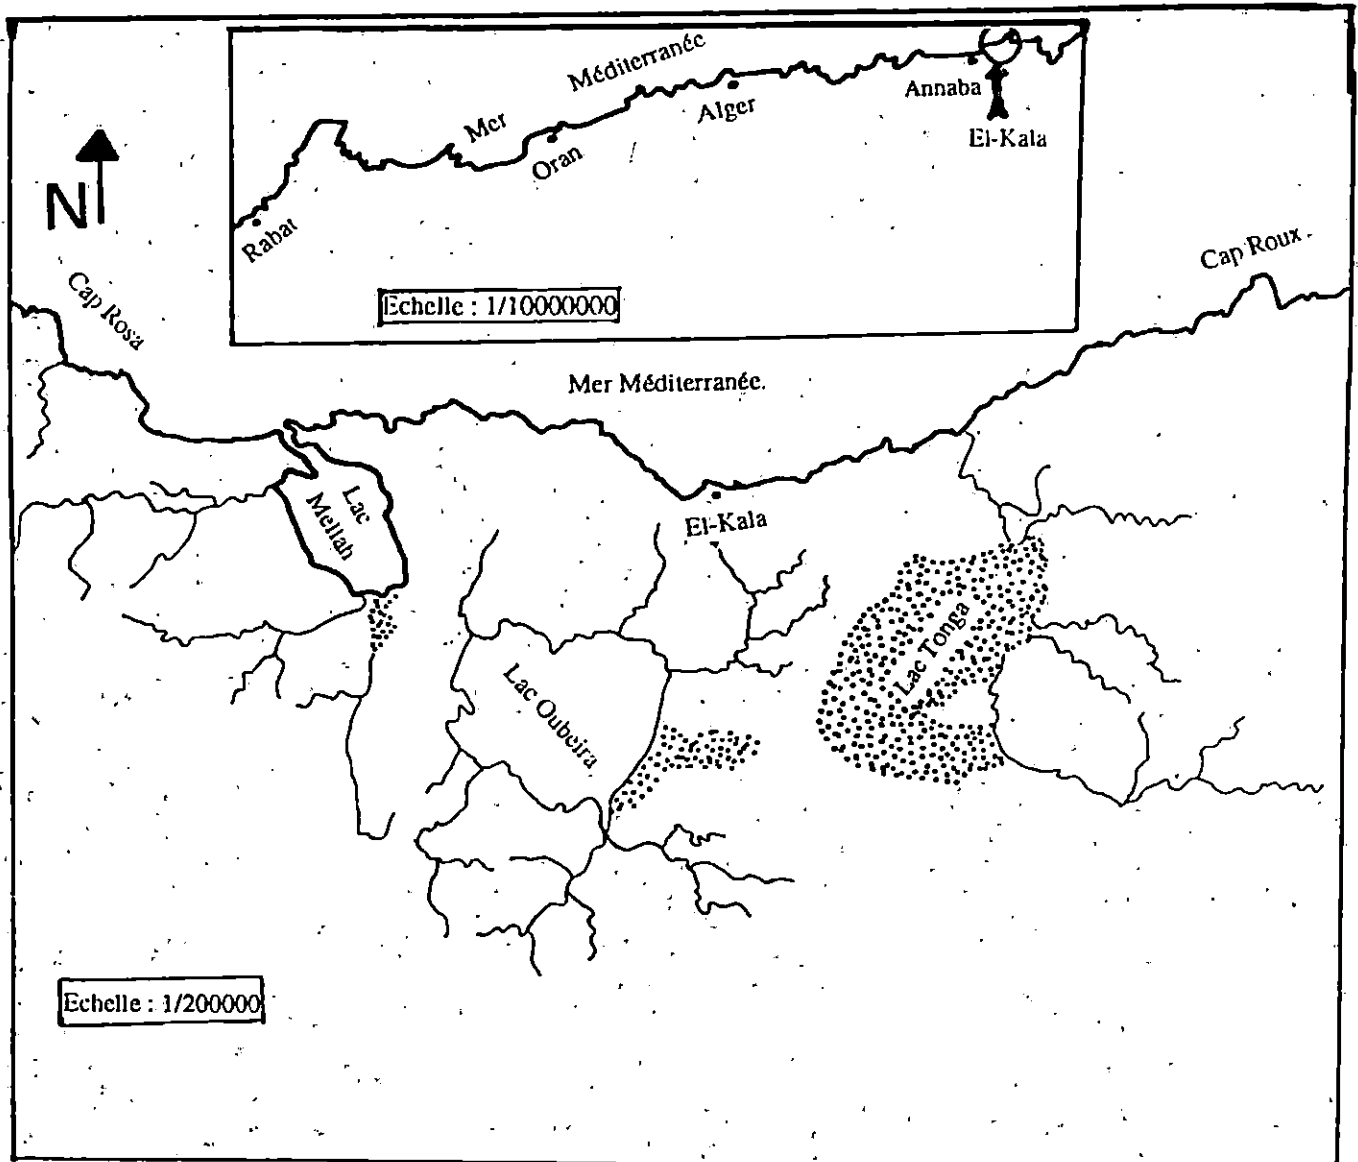 Mer Méditerranée
Annaba
Alger
El-Kala
Oran
Rabat
N
Echelle : 1/10000000
Cap Roux.
Cap Rosa
Mer Méditerranée.
Lac
Mellah
El-Kala
Lac Tonga
Lac Oubeira
Echelle : 1/200000